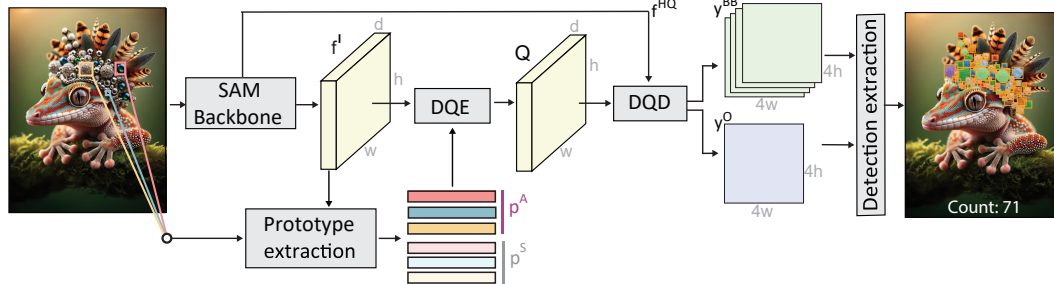 SAM
Backbone
f^I
d
h
w
DQE
Q
d
h
w
f^HQ
DQD
y^BB
4h
4w
y^O
4h
4w
Detection extraction
Count: 71
Prototype
extraction
p^A
p^S